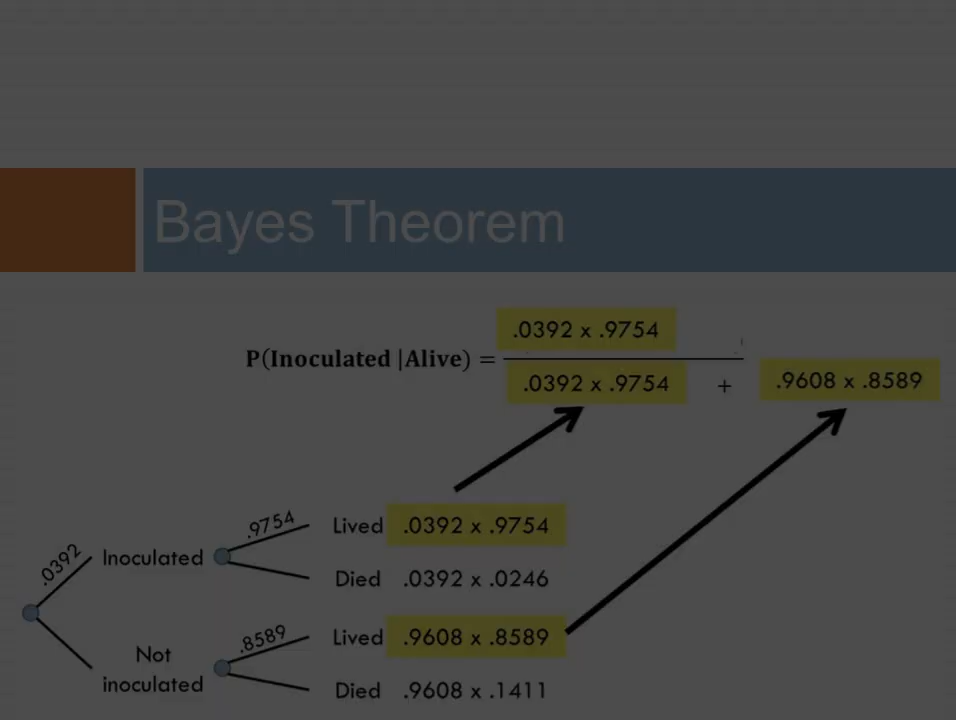 Bayes Theorem
.0392 x .9754
P(Inoculated |Alive) =
.0392 x .9754 + .9608 x .8589
.9754 Lived .0392 x .9754
.0392 Inoculated
Died .0392 x .0246
.8589 Lived .9608 x .8589
Not
inoculated
Died .9608 x .1411